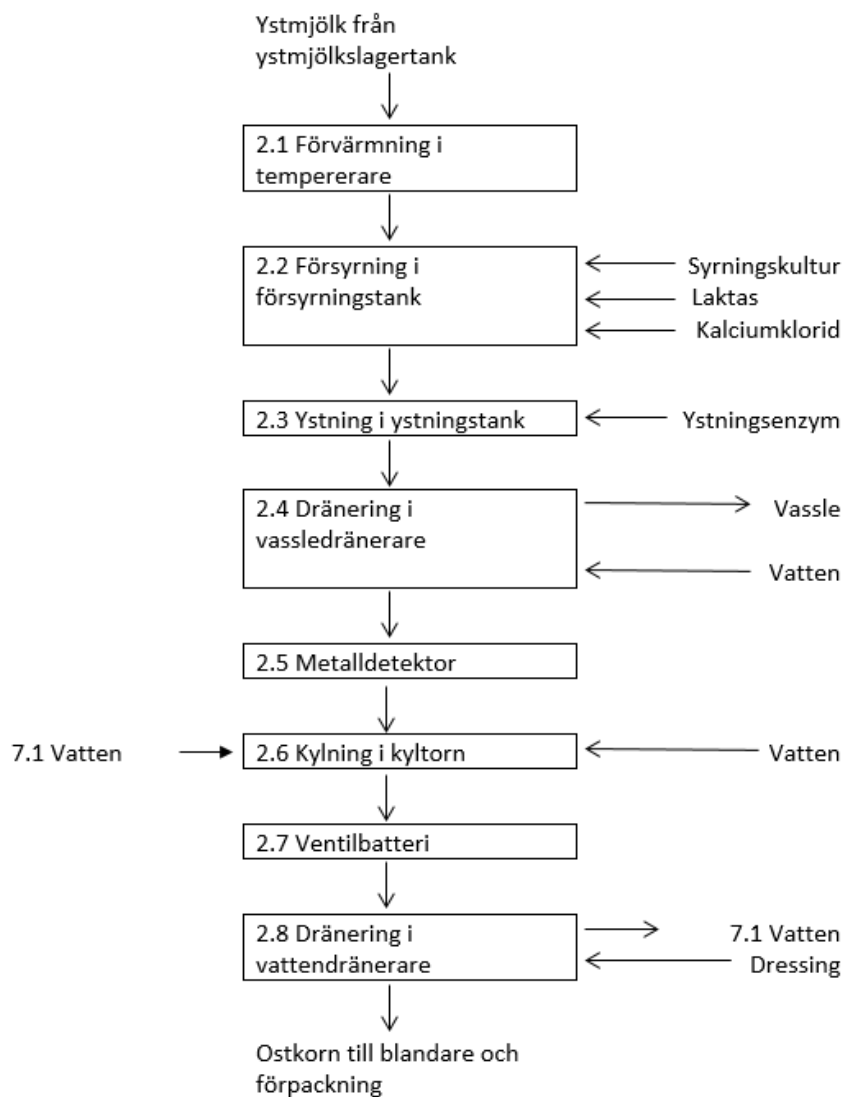 Ystmjölk från
ystmjölkslagertank
2.1 Förvärmning i
tempererare
2.2 Försyrning i
försyrningstank
Syrningskultur
Laktas
Kalciumklorid
2.3 Ystning i ystningstank
Ystningsenzym
2.4 Dränering i
vassledränerare
Vassle
Vatten
2.5 Metalldetektor
7.1 Vatten
2.6 Kylning i kyltorn
Vatten
2.7 Ventilbatteri
2.8 Dränering i
vattendränerare
7.1 Vatten
Dressing
Ostkorn till blandare och
förpackning